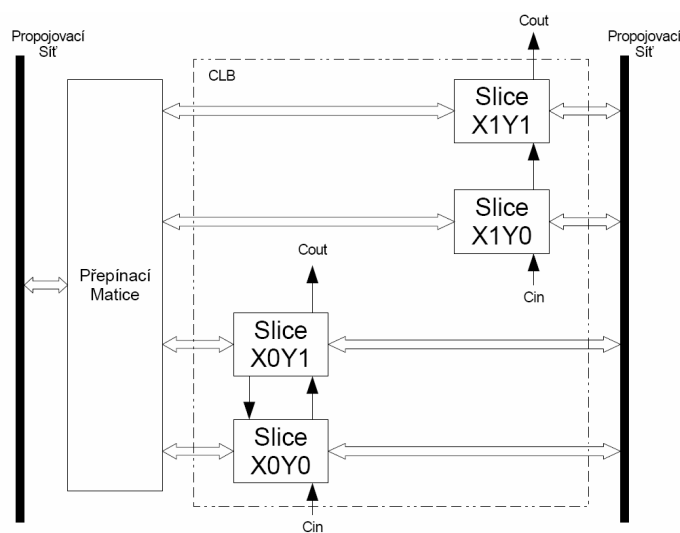 Propojovací
Síť
Cout
Propojovací
Síť
CLB
Slice
X1Y1
Slice
X1Y0
Přepínací
Matice
Cout
Cin
Slice
X0Y1
Slice
X0Y0
Cin